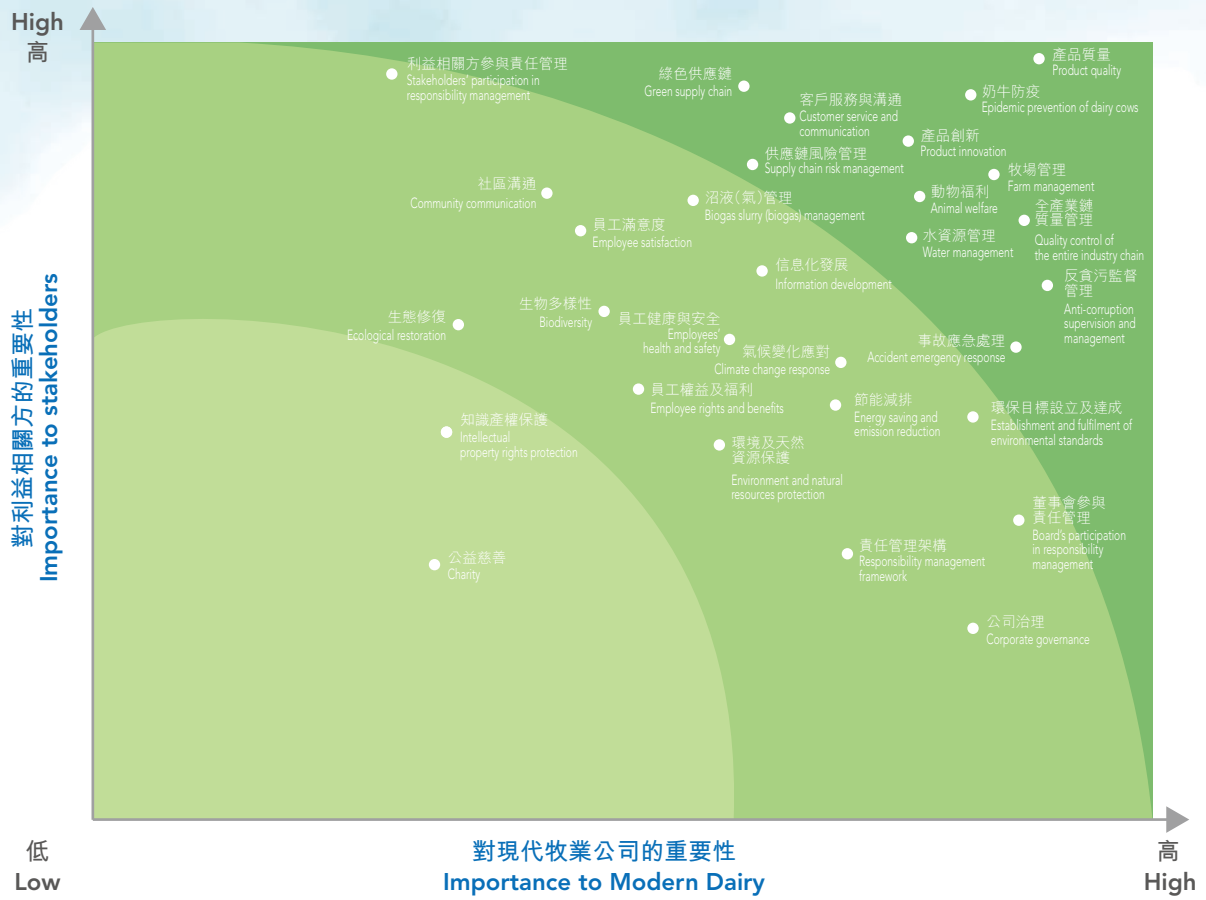 High
高
利益相關方參與責任管理
Stakeholders' participation in
responsibility management
綠色供應鏈
Green supply chain
產品質量
Product quality
奶牛防疫
Epidemic prevention of dairy cows
客戶服務與溝通
Customer service and
communication
產品創新
Product innovation
供應鏈風險管理
Supply chain risk management
牧場管理
Farm management
社區溝通
Community communication
沼液(氣)管理
Biogas slurry (biogas) management
動物福利
Animal welfare
全產業鏈
質量管理
Quality control of
the entire industry chain
員工滿意度
Employee satisfaction
水資源管理
Water management
信息化發展
Information development
反貪污監督
管理
Anti-corruption
supervision and
management
生物多樣性
Biodiversity
生態修復
Ecological restoration
員工健康與安全
Employees'
health and safety
事故應急處理
Accident emergency response
氣候變化應對
Climate change response
員工權益及福利
Employee rights and benefits
節能減排
Energy saving and
emission reduction
環保目標設立及達成
Establishment and fulfilment of
environmental standards
知識產權保護
Intellectual
property rights protection
環境及天然
資源保護
Environment and natural
resources protection
董事會參與
責任管理
Board's participation
in responsibility
management
責任管理架構
Responsibility management
framework
公益慈善
Charity
公司治理
Corporate governance
對利益相關方的重要性
Importance to stakeholders
低
Low
對現代牧業公司的重要性
Importance to Modern Dairy
高
High